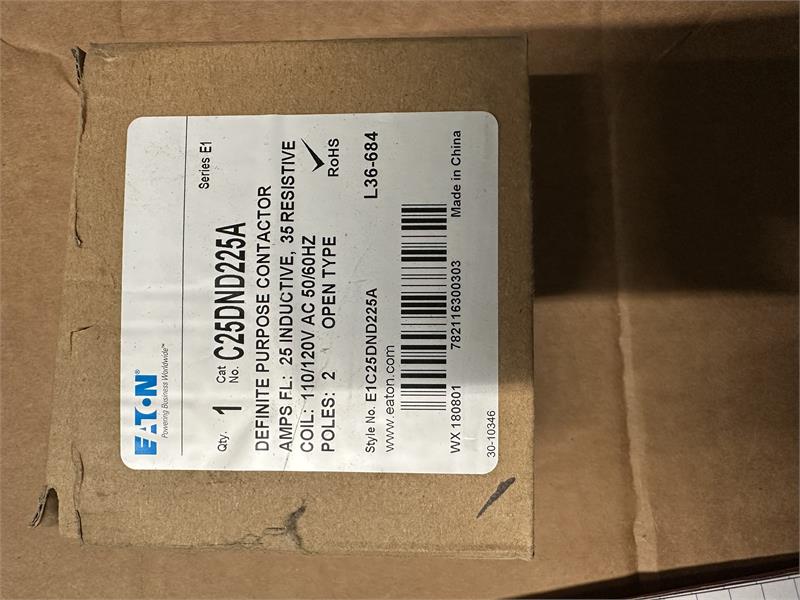 EATON®
Powering Business Worldwide™
Series E1
Qty. 1 Cat No. C25DND225A
DEFINITE PURPOSE CONTACTOR
AMPS FL: 25 INDUCTIVE, 35 RESISTIVE
COIL: 110/120V AC 50/60HZ
POLES: 2 OPEN TYPE
RoHS
Style No. E1C25DND225A
L36-684
www.eaton.com
WX 180801 782116300303 Made in China
30-10346